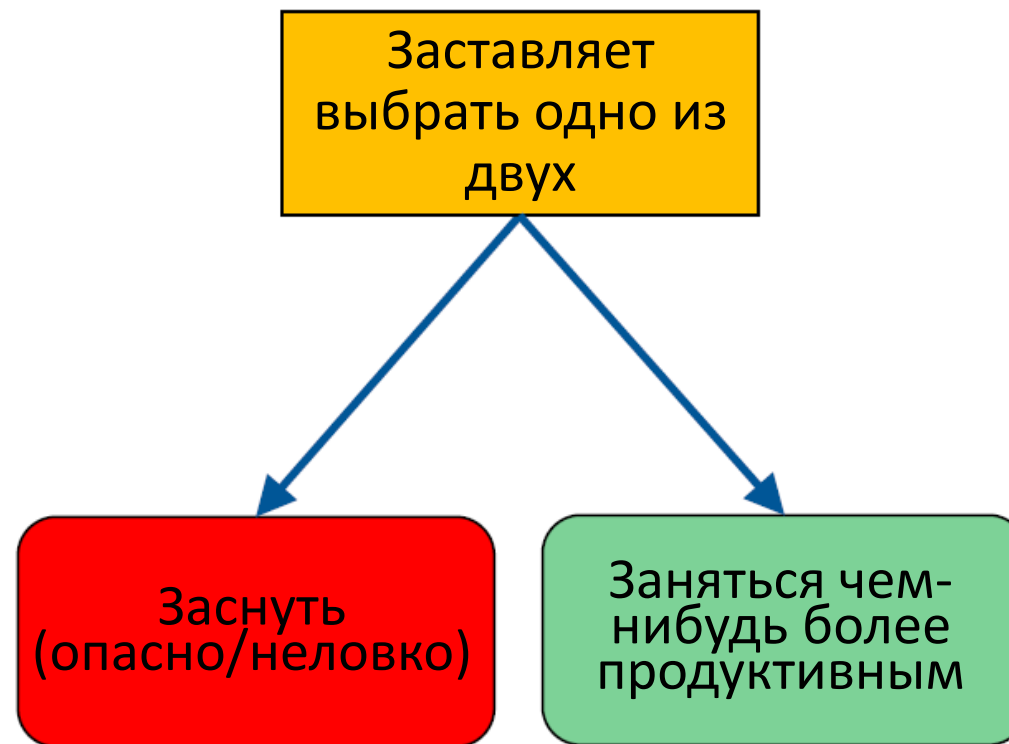 Заставляет
выбрать одно из
двух
Заснуть
(опасно/неловко)
Заняться чем-
нибудь более
продуктивным